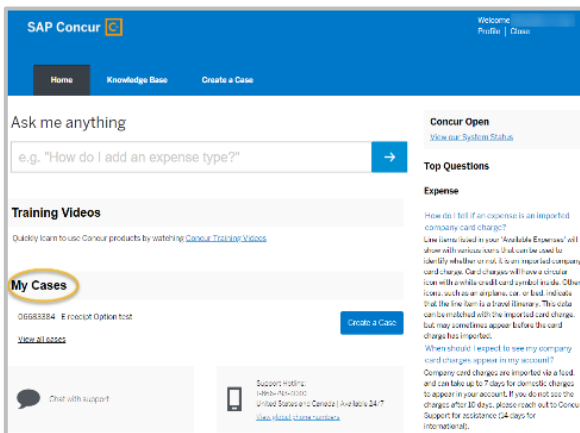 SAP Concur C
Welcome
Profile | Close
Home Knowledge Base Create a Case
Ask me anything
e.g. "How do I add an expense type?"
Training Videos
Quickly learn to use Concur products by watching Concur Training Videos
My Cases
06683384 E receipt Option test
Create a Case
View all cases
Chat with support
Support Hotline:
United States and Canada | Available 24/7
View global phone numbers
Concur Open
View our System Status
Top Questions
Expense
How do I tell if an expense is an imported
company card charge?
Line items listed in your 'Available Expenses' will
show with various icons that can be used to
identify whether or not it is an imported company
card charge. Card charges will have a circular
icon with a white credit card symbol inside. Other
icons, such as an airplane, car, or bed, indicate
that the line item is a travel itinerary. This data
can be matched with the imported card charge,
but may sometimes appear before the card
charge has imported.
When should I expect to see my company
card charges appear in my account?
Company card charges are imported via a feed,
and can take up to 7 days for domestic charges
to appear in your account. If you do not see the
charges after 10 days, please reach out to Concur
Support for assistance (14 days for
international).